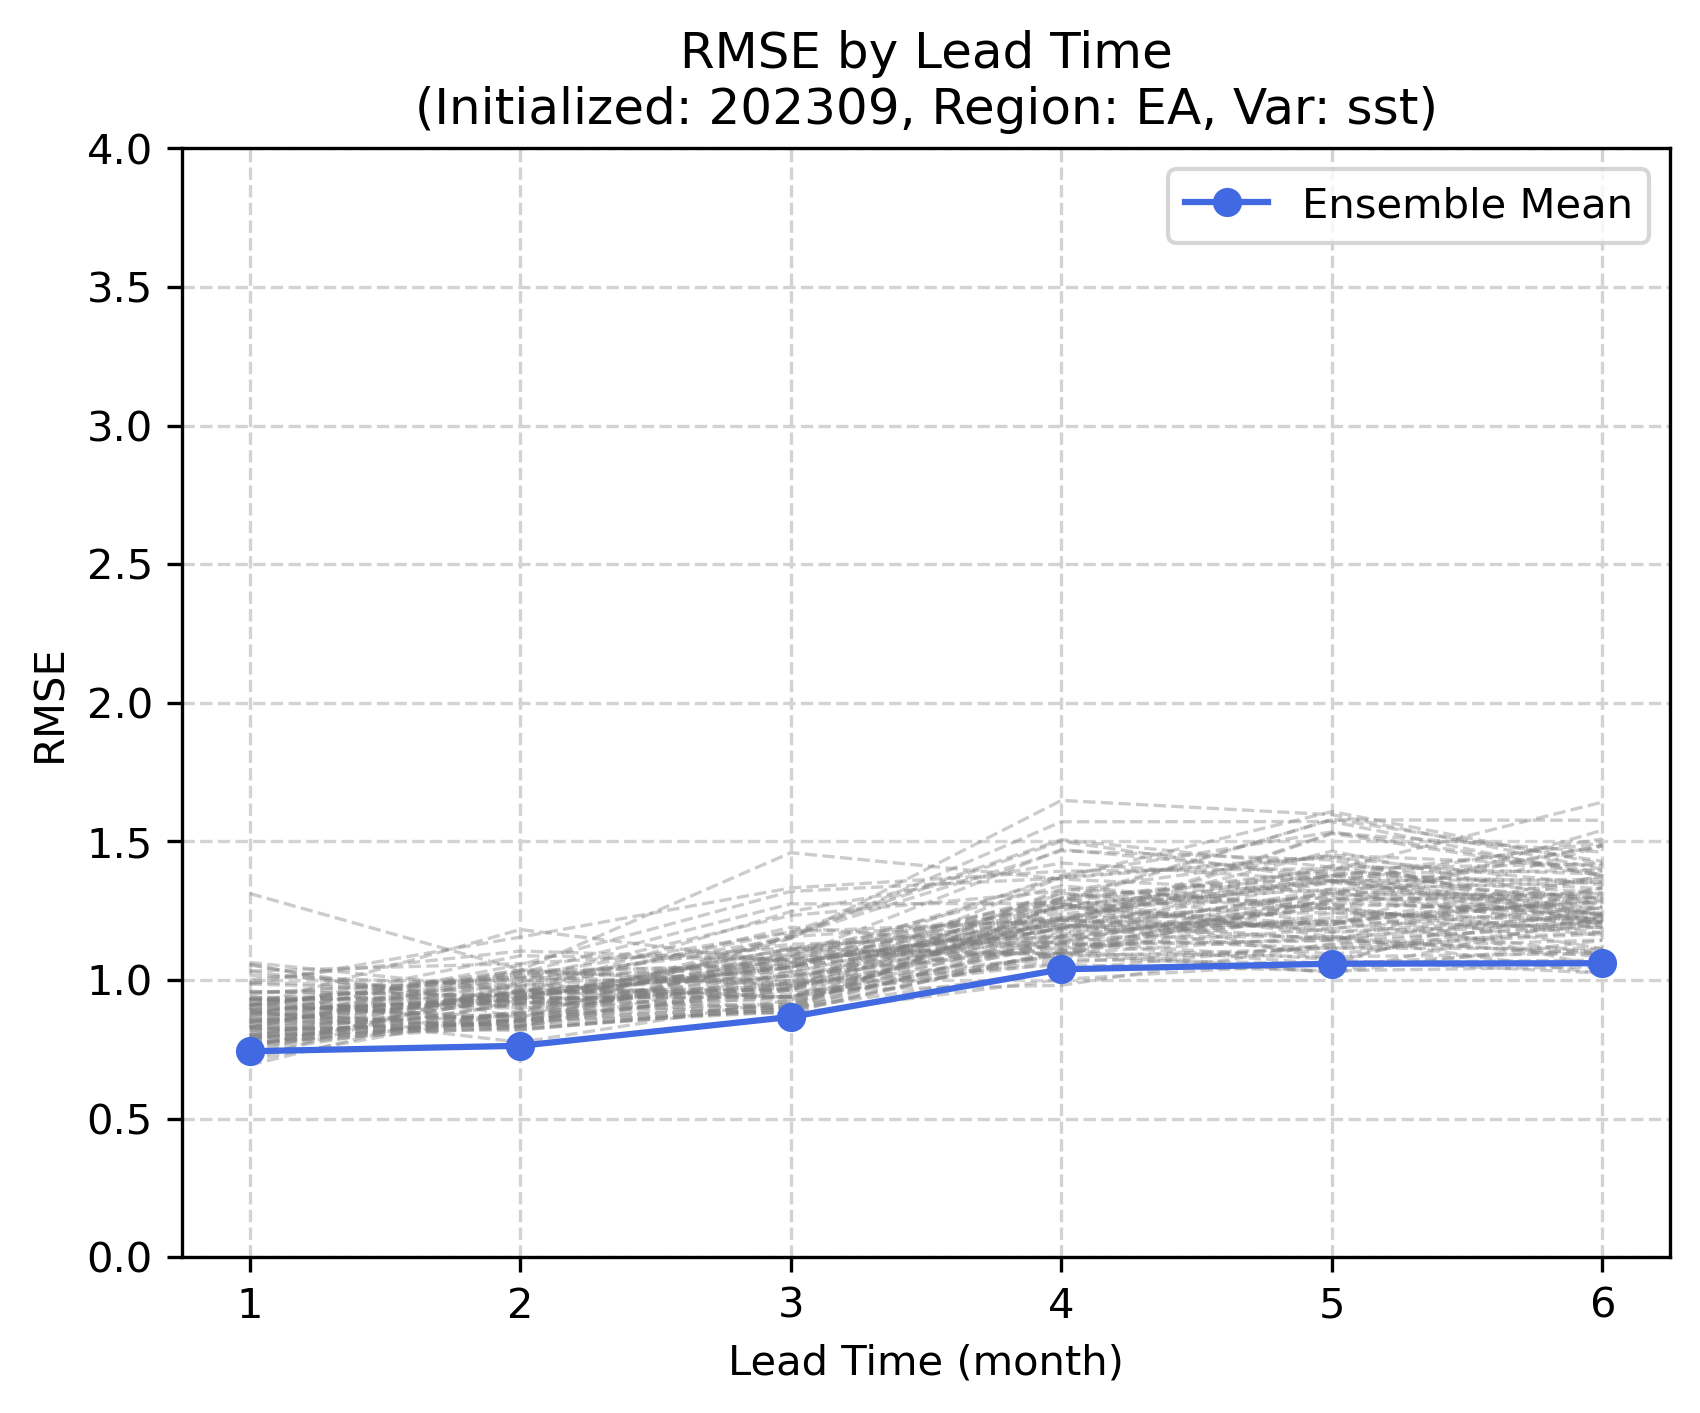 RMSE by Lead Time
(Initialized: 202309, Region: EA, Var: sst)
4.0
Ensemble Mean
3.5
3.0
2.5
2.0
RMSE
1.5
1.0
0.5
0.0
1 2 3 4 5 6
Lead Time (month)